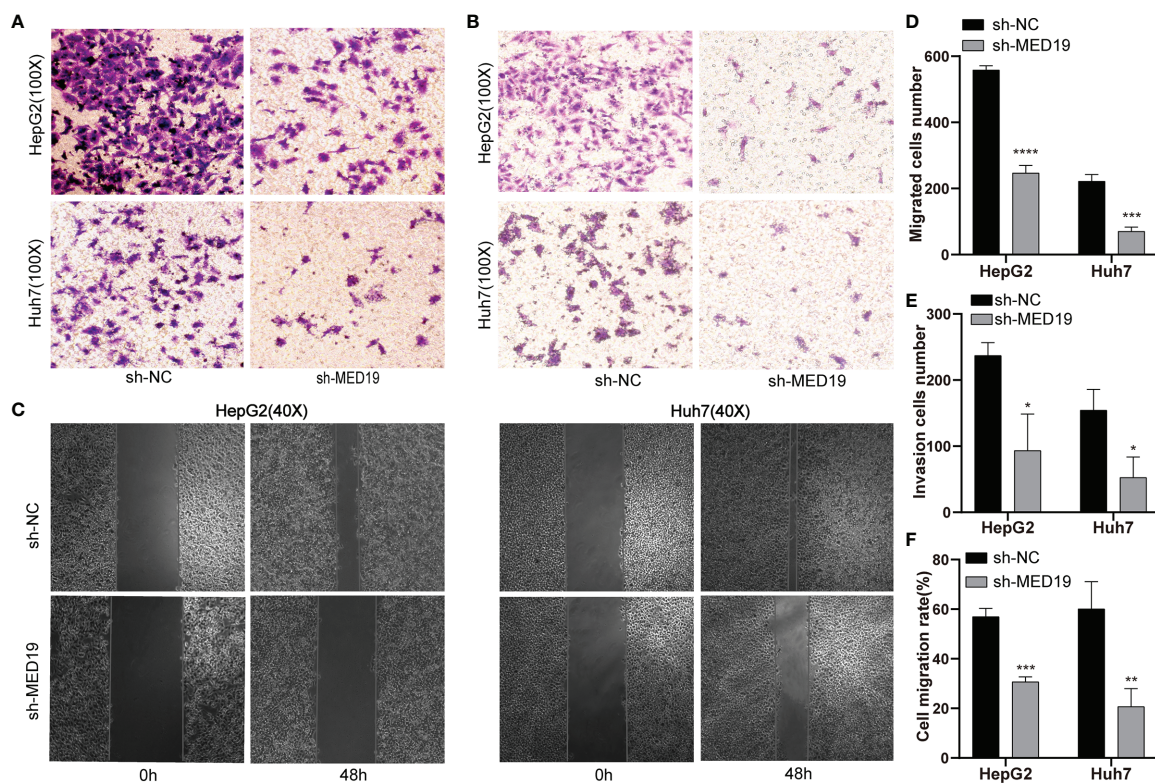 A
HepG2(100X)
Huh7(100X)
sh-NC
sh-MED19
B
HepG2(100X)
Huh7(100X)
sh-NC
sh-MED19
C
HepG2(40X)
Huh7(40X)
sh-NC
sh-MED19
0h
48h
0h
48h
D
sh-NC
sh-MED19
Migrated cells number
600
400
200
0
****
***
HepG2
Huh7
E
sh-NC
sh-MED19
Invasion cells number
300
200
100
0
*
*
HepG2
Huh7
F
sh-NC
sh-MED19
Cell migration rate(%)
80
60
40
20
0
***
**
HepG2
Huh7